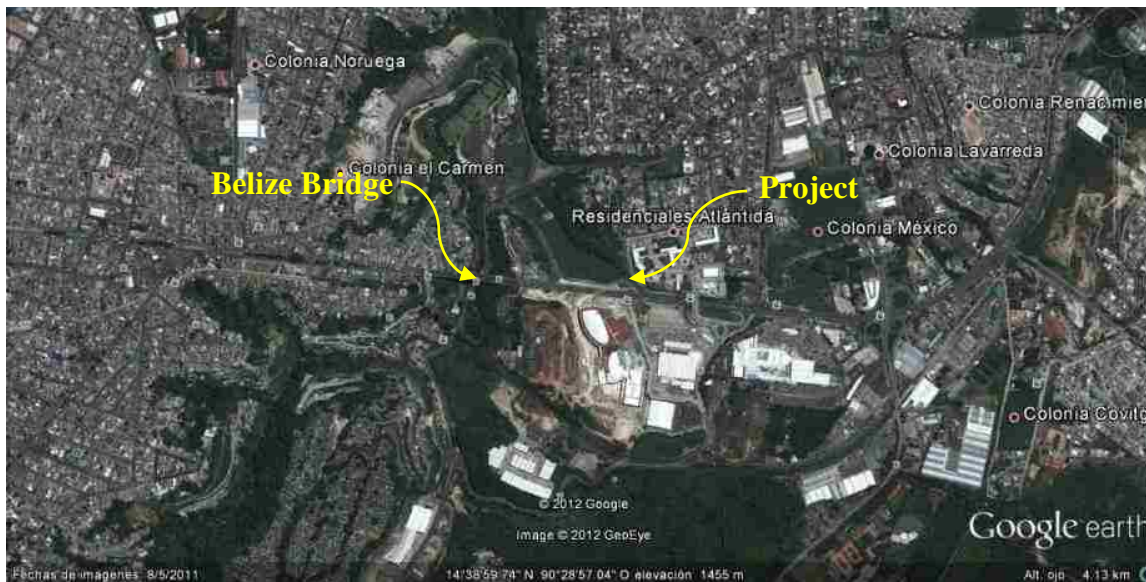 Colonia Noruega
Colonia Renacimie
Colonia Lavarreda
Colonia el Carmen
Belize Bridge
Project
Residenciales Atlántida
Colonia México
Colonia Covito
© 2012 Google
Image © 2012 GeoEye
Google earth
Fechas de imágenes: 8/5/2011
14°38'59.74" N 90°28'57.04" O elevación 1455 m
Alt. ojo 4.13 km